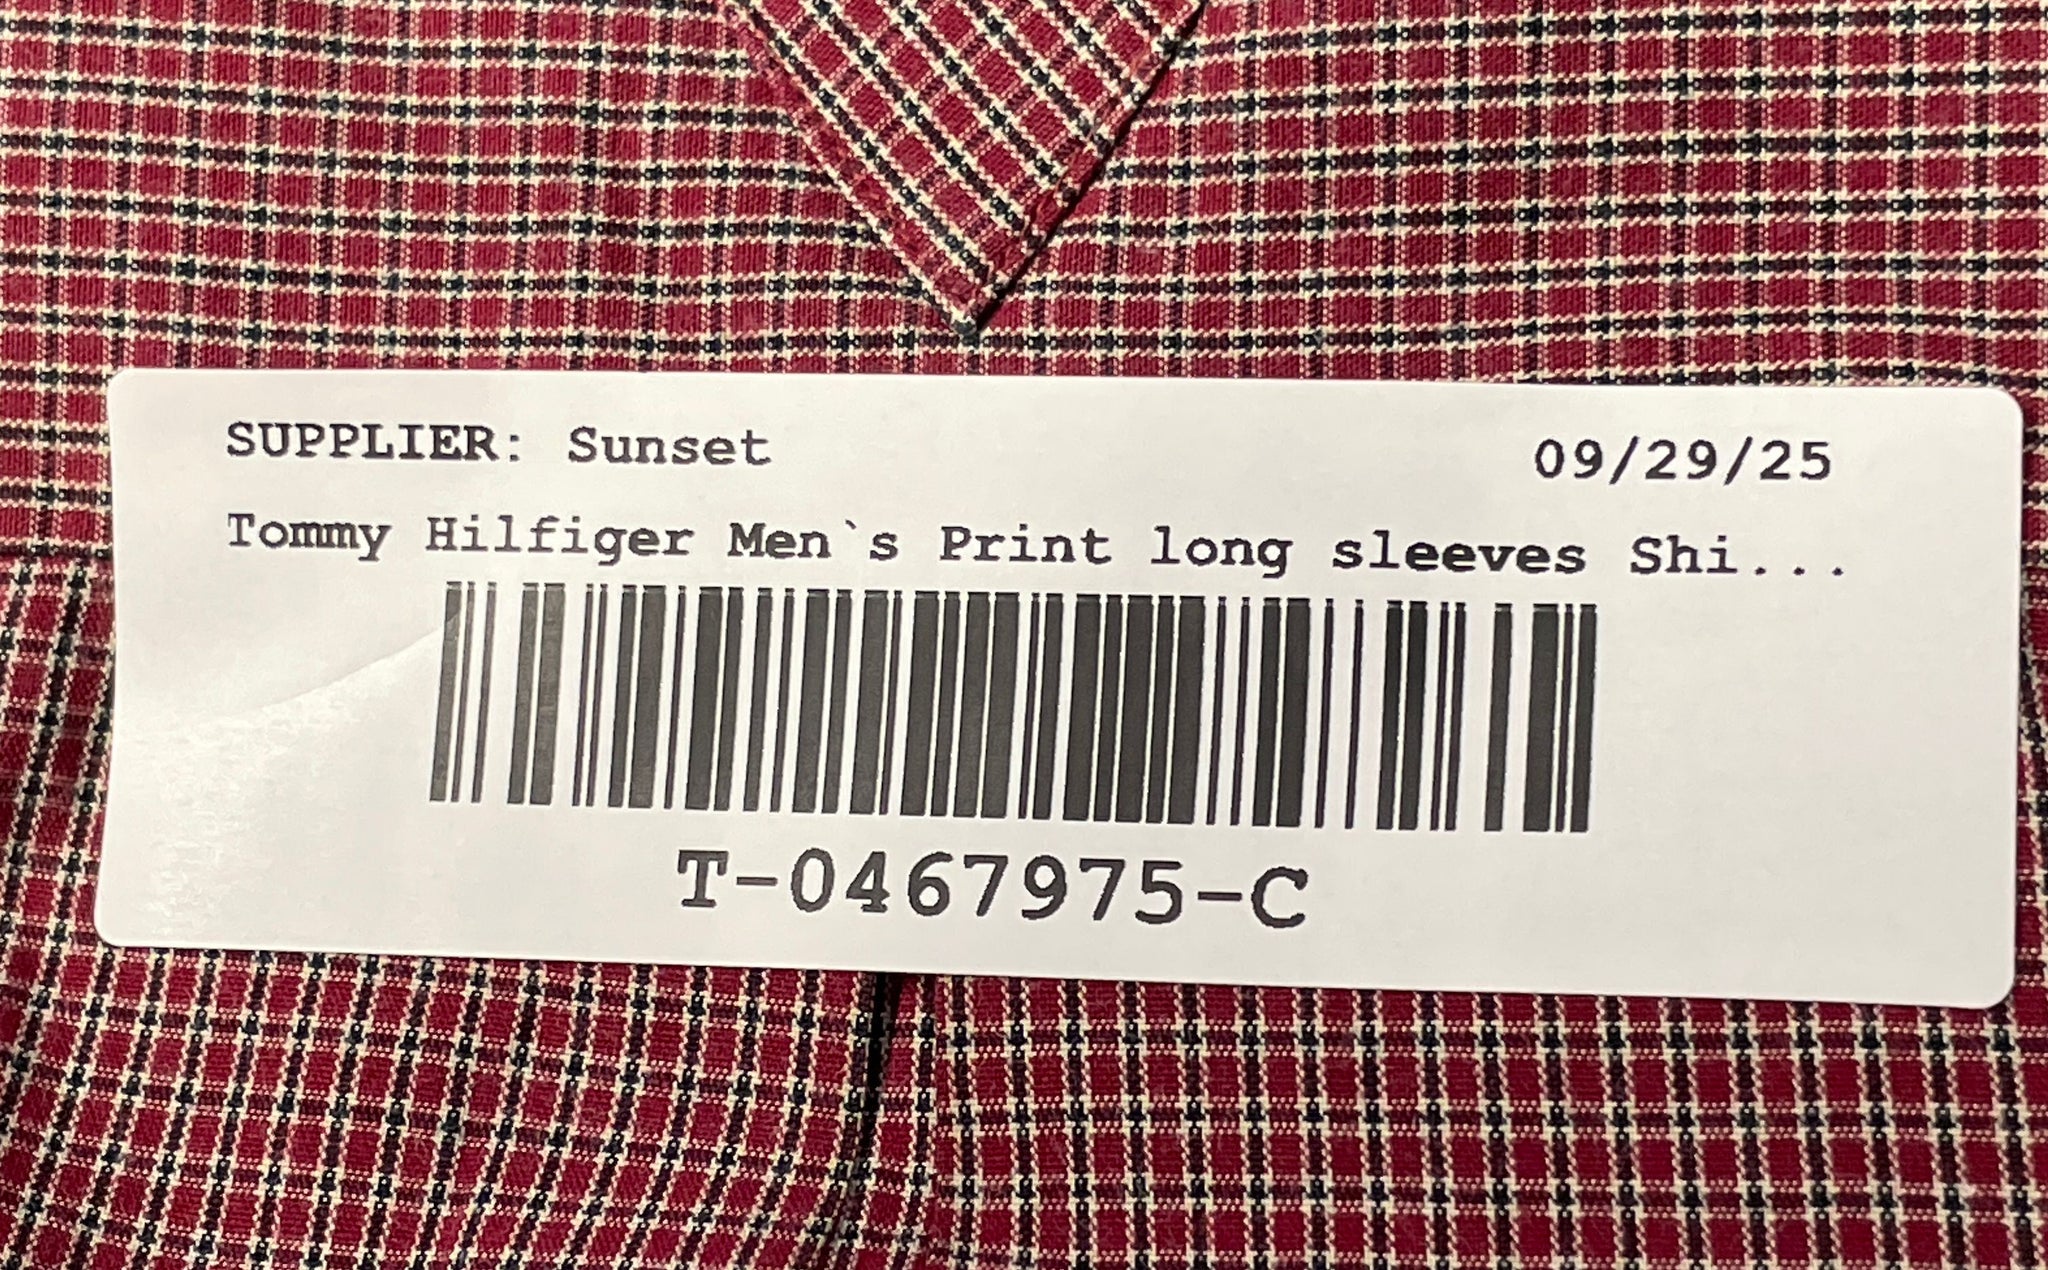 SUPPLIER: Sunset 09/29/25
Tommy Hilfiger Men`s Print long sleeves Shi...
T-0467975-C